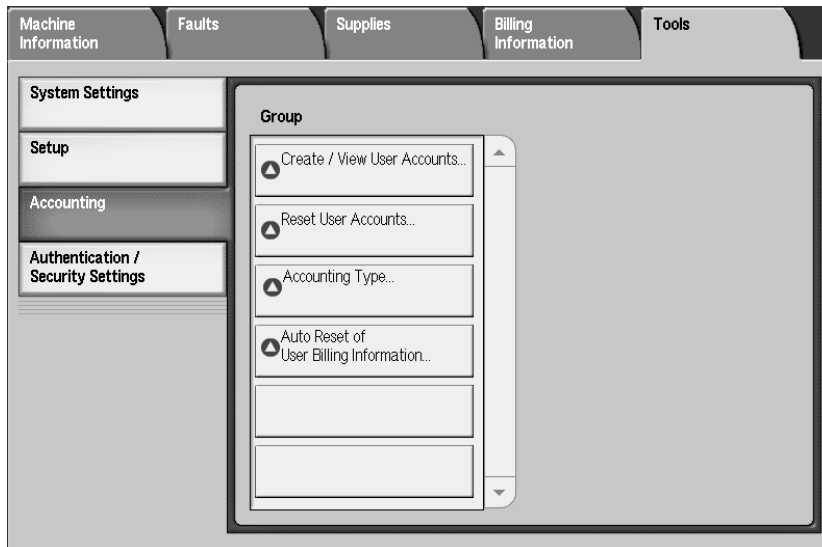 Machine
Information
Faults
Supplies
Billing
Information
Tools
System Settings
Setup
Accounting
Authentication /
Security Settings
Group
Create / View User Accounts...
Reset User Accounts...
Accounting Type...
Auto Reset of
User Billing Information...